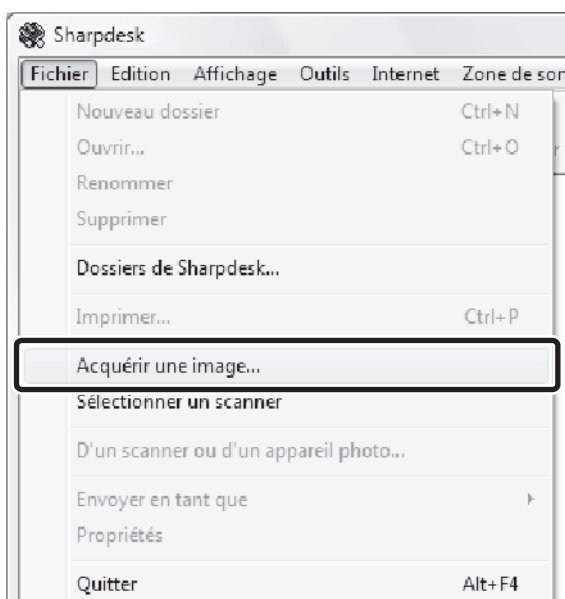 Sharpdesk
Fichier Edition Affichage Outils Internet Zone de
Nouveau dossier Ctrl+N
Ouvrir... Ctrl+O
Renommer
Supprimer
Dossiers de Sharpdesk...
Imprimer... Ctrl+P
Acquérir une image...
Sélectionner un scanner
D'un scanner ou d'un appareil photo...
Envoyer en tant que
Propriétés
Quitter Alt+F4